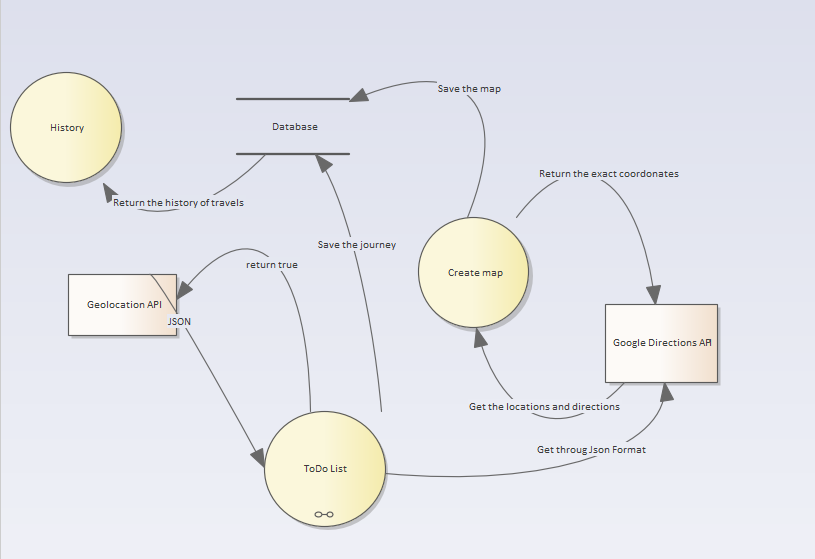 Save the map
History
Database
Return the exact coordonates
Return the history of travels
Save the journey
return true
Create map
Geolocation API
JSON
Google Directions API
Get the locations and directions
Get throug Json Format
ToDo List